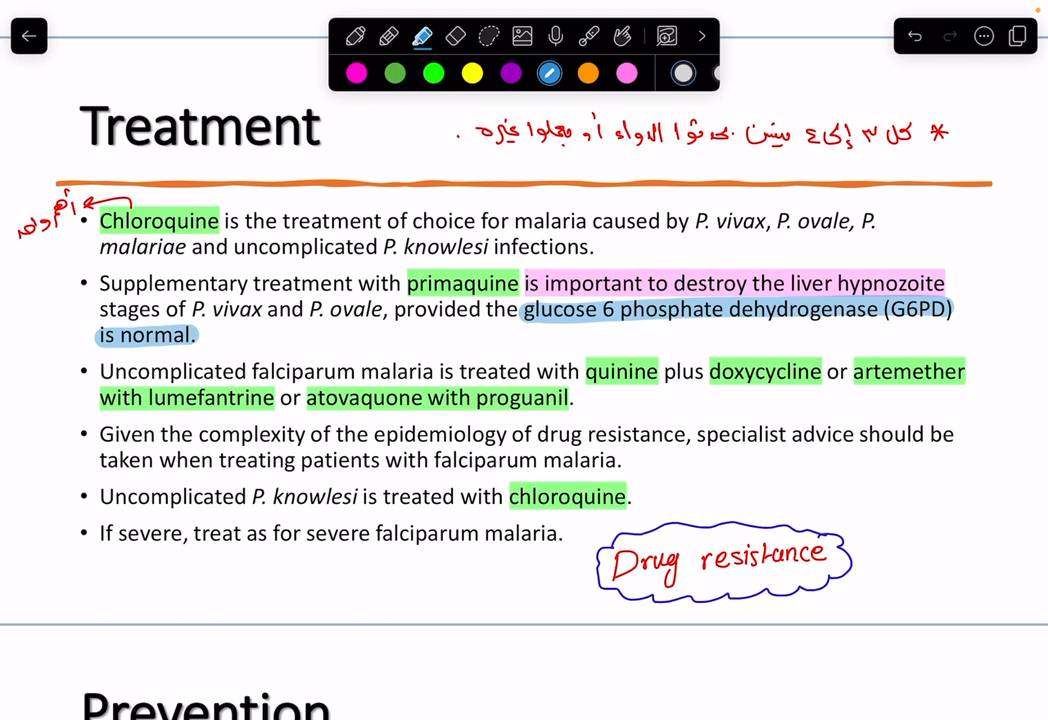 Treatment
* كل ٣ إلى ٤ سنين بحدثوا الدواء أو بعملوا غيره .
أهم واحد
• Chloroquine is the treatment of choice for malaria caused by P. vivax, P. ovale, P.
malariae and uncomplicated P. knowlesi infections.
• Supplementary treatment with primaquine is important to destroy the liver hypnozoite
stages of P. vivax and P. ovale, provided the glucose 6 phosphate dehydrogenase (G6PD)
is normal.
• Uncomplicated falciparum malaria is treated with quinine plus doxycycline or artemether
with lumefantrine or atovaquone with proguanil.
• Given the complexity of the epidemiology of drug resistance, specialist advice should be
taken when treating patients with falciparum malaria.
• Uncomplicated P. knowlesi is treated with chloroquine.
• If severe, treat as for severe falciparum malaria.
Drug resistance
Prevention